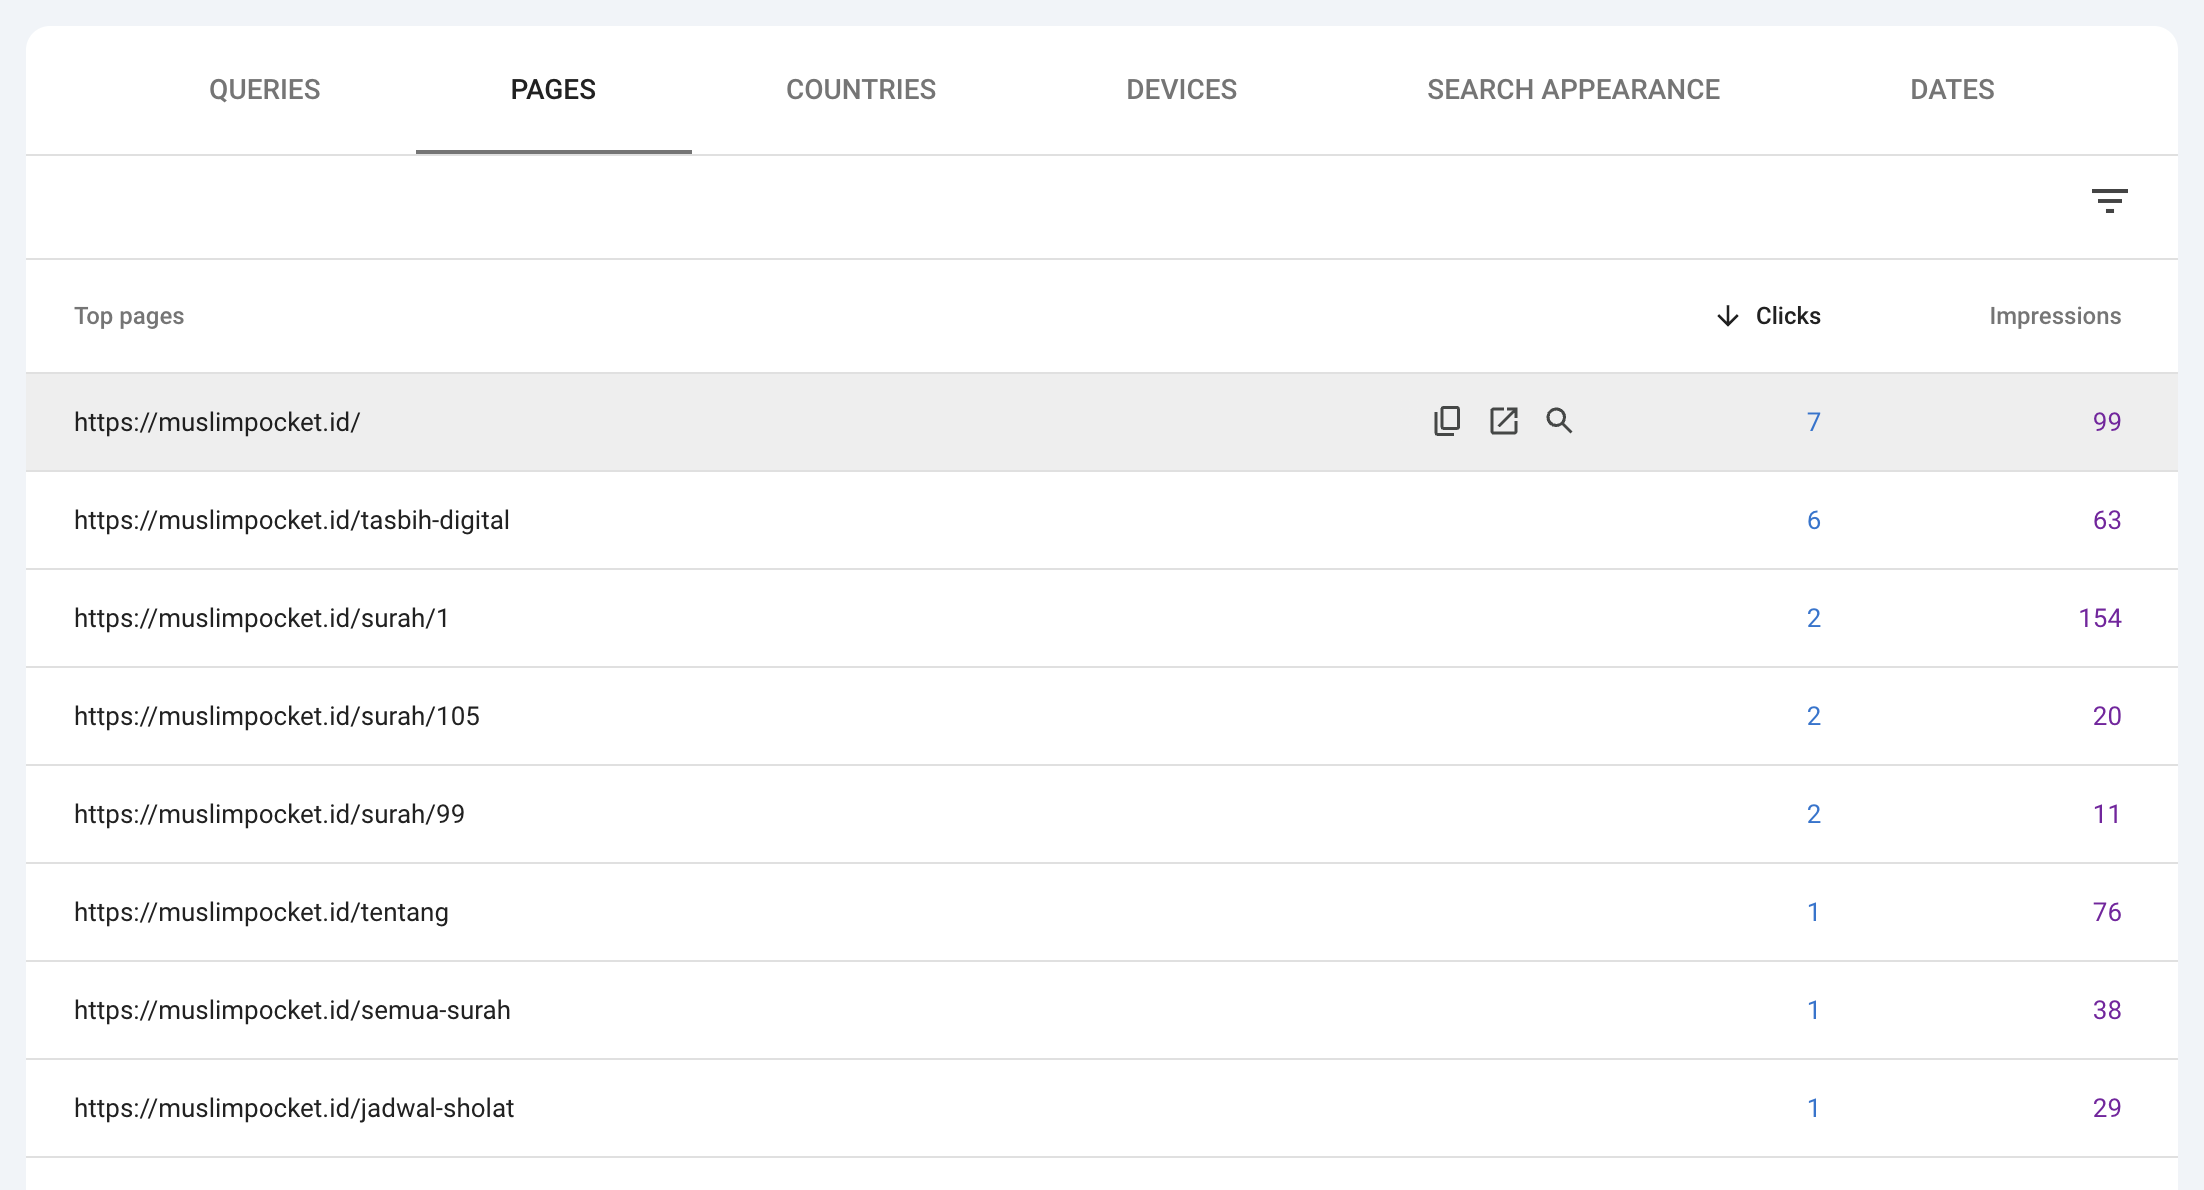 QUERIES PAGES COUNTRIES DEVICES SEARCH APPEARANCE DATES
Top pages Clicks Impressions
https://muslimpocket.id/ 7 99
https://muslimpocket.id/tasbih-digital 6 63
https://muslimpocket.id/surah/1 2 154
https://muslimpocket.id/surah/105 2 20
https://muslimpocket.id/surah/99 2 11
https://muslimpocket.id/tentang 1 76
https://muslimpocket.id/semua-surah 1 38
https://muslimpocket.id/jadwal-sholat 1 29